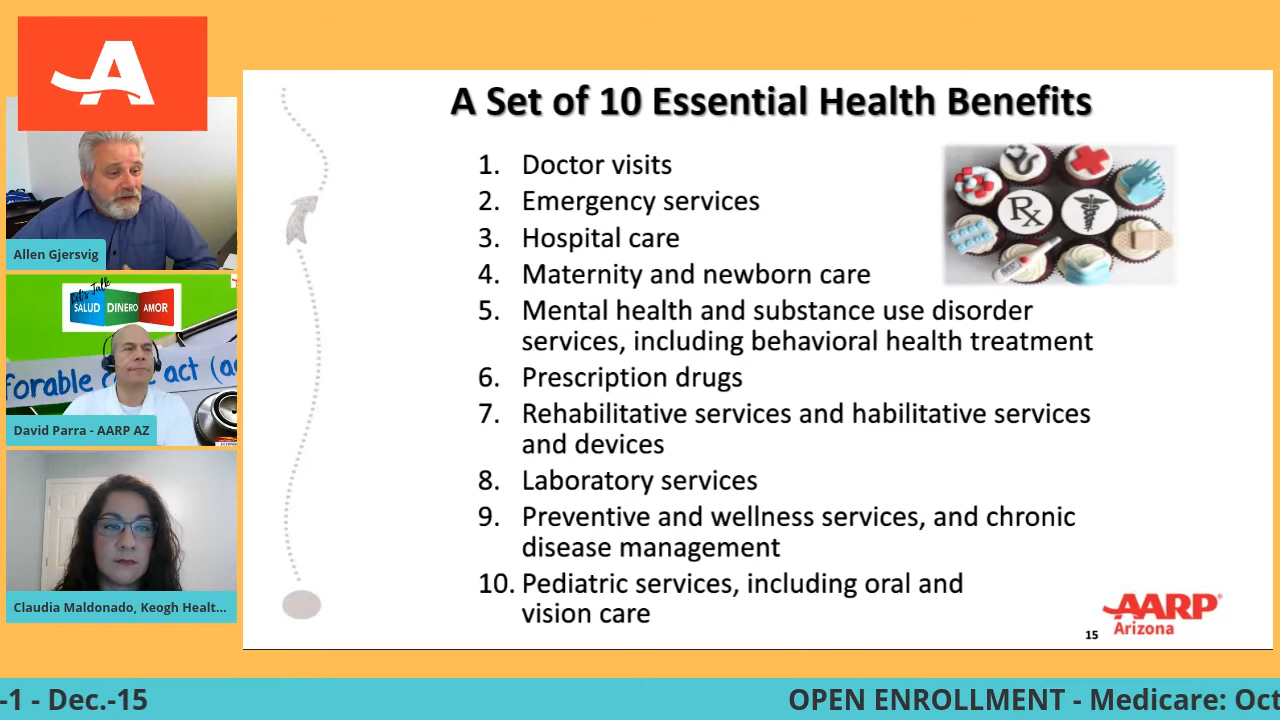 A
Allen Gjersvig
Let's Talk
SALUD DINERO AMOR
forable act (a
David Parra - AARP AZ
Claudia Maldonado, Keogh Healt...
A Set of 10 Essential Health Benefits
1. Doctor visits
2. Emergency services
3. Hospital care
4. Maternity and newborn care
5. Mental health and substance use disorder
services, including behavioral health treatment
6. Prescription drugs
7. Rehabilitative services and habilitative services
and devices
8. Laboratory services
9. Preventive and wellness services, and chronic
disease management
10. Pediatric services, including oral and
vision care
Rx
AARP®
Arizona
15
-1 - Dec.-15
OPEN ENROLLMENT - Medicare: Oct